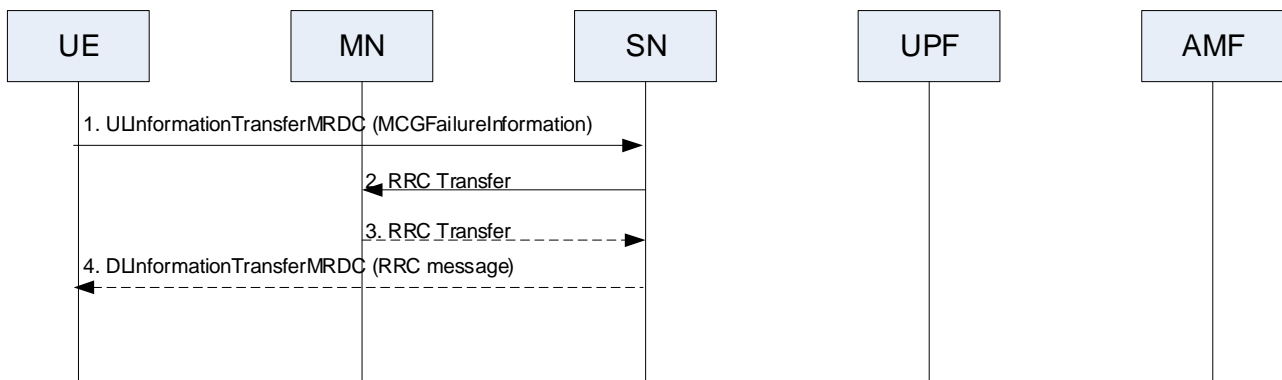 UE
MN
SN
UPF
AMF
1. ULInformationTransferMRDC (MCGFailureInformation)
2. RRC Transfer
3. RRC Transfer
4. DLInformationTransferMRDC (RRC message)